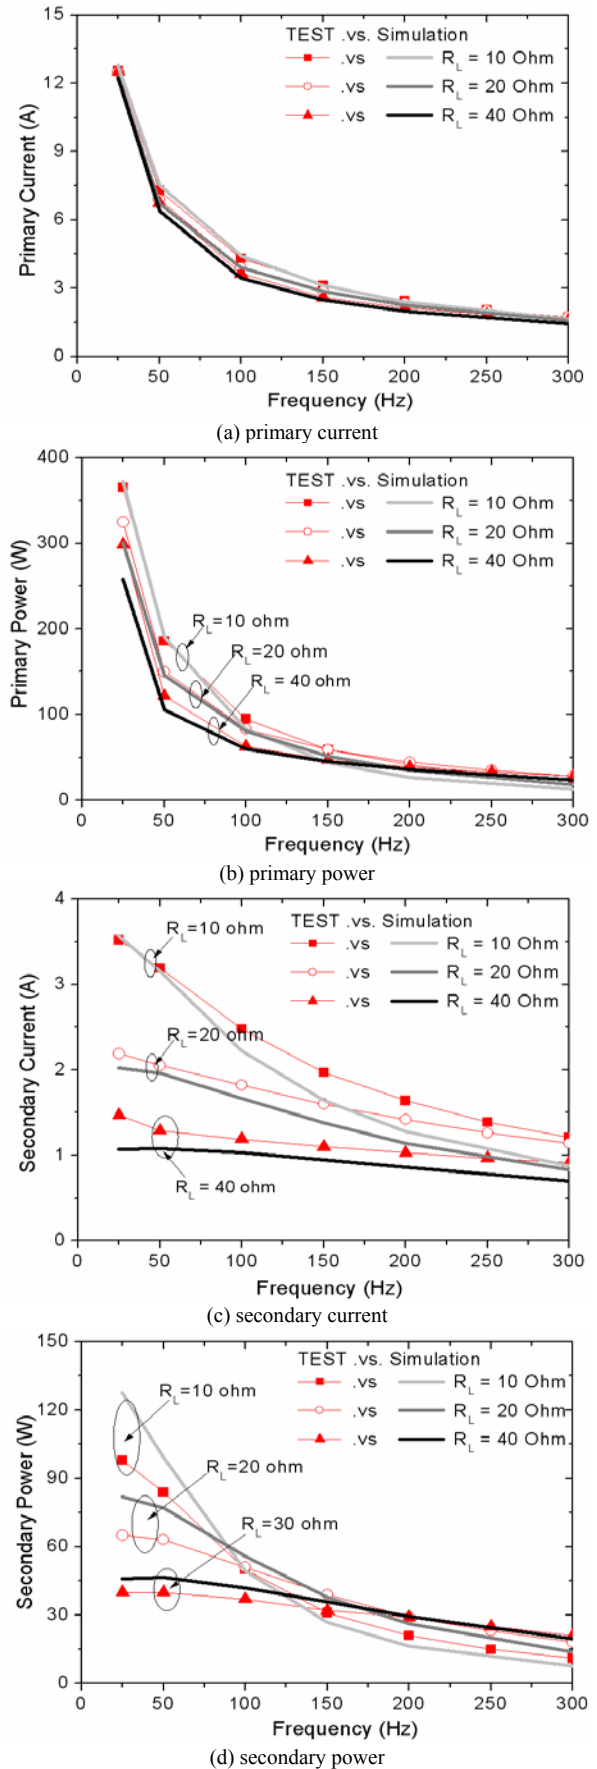 15
12
9
6
3
0
Primary Current (A)
TEST .vs. Simulation
.vs R_L = 10 Ohm
.vs R_L = 20 Ohm
.vs R_L = 40 Ohm
0 50 100 150 200 250 300
Frequency (Hz)
(a) primary current
400
300
200
100
0
Primary Power (W)
TEST .vs. Simulation
.vs R_L = 10 Ohm
.vs R_L = 20 Ohm
.vs R_L = 40 Ohm
R_L=10 ohm
R_L=20 ohm
R_L = 40 ohm
0 50 100 150 200 250 300
Frequency (Hz)
(b) primary power
4
3
2
1
0
Secondary Current (A)
TEST .vs. Simulation
.vs R_L = 10 Ohm
.vs R_L = 20 Ohm
.vs R_L = 40 Ohm
R_L=10 ohm
R_L=20 ohm
R_L = 40 ohm
0 50 100 150 200 250 300
Frequency (Hz)
(c) secondary current
150
120
90
60
30
0
Secondary Power (W)
TEST .vs. Simulation
.vs R_L = 10 Ohm
.vs R_L = 20 Ohm
.vs R_L = 40 Ohm
R_L=10 ohm
R_L=20 ohm
R_L=30 ohm
0 50 100 150 200 250 300
Frequency (Hz)
(d) secondary power